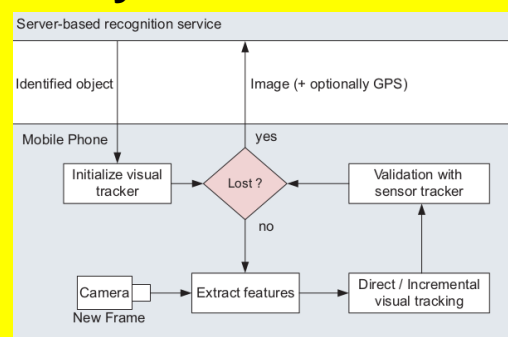 Server-based recognition service
Identified object
Image (+ optionally GPS)
Mobile Phone
yes
Initialize visual
tracker
Lost ?
Validation with
sensor tracker
no
Camera
New Frame
Extract features
Direct / Incremental
visual tracking